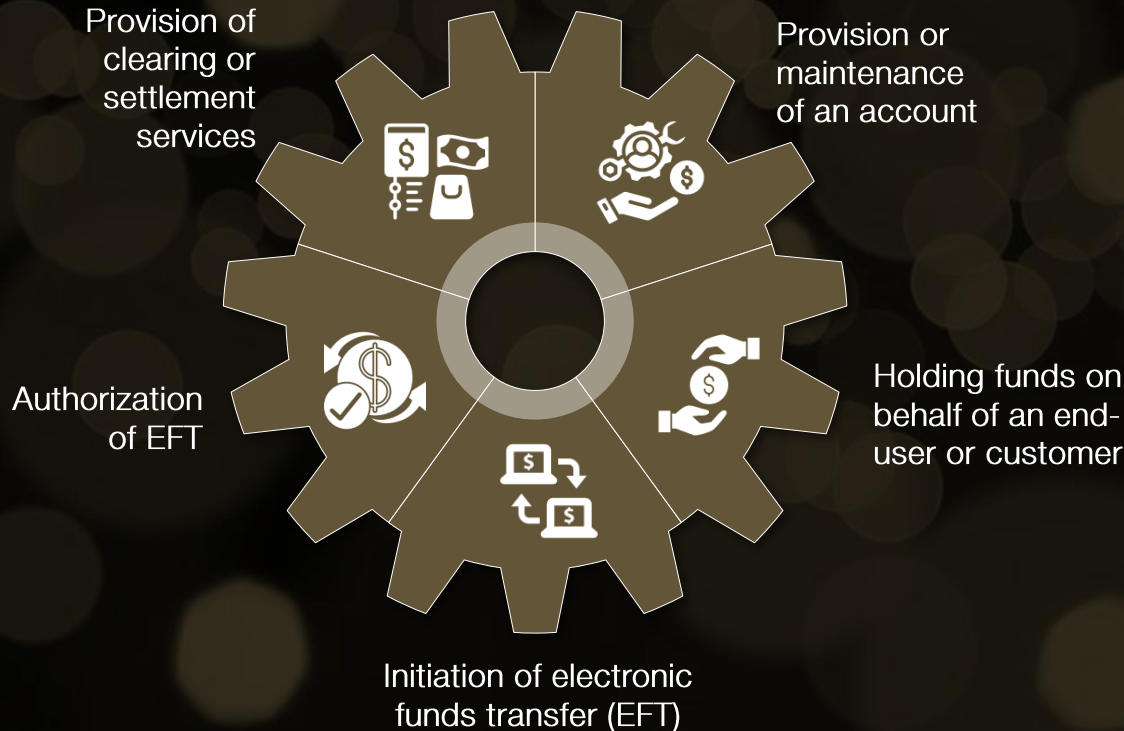 Provision of
clearing or
settlement
services
Provision or
maintenance
of an account
Authorization
of EFT
Holding funds on
behalf of an end-
user or customer
Initiation of electronic
funds transfer (EFT)
$
$
$
$
$
$